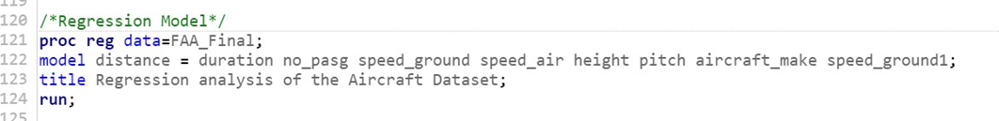 119
120 /*Regression Model*/
121 proc reg data=FAA_Final;
122 model distance = duration no_pasg speed_ground speed_air height pitch aircraft_make speed_ground1;
123 title Regression analysis of the Aircraft Dataset;
124 run;
125